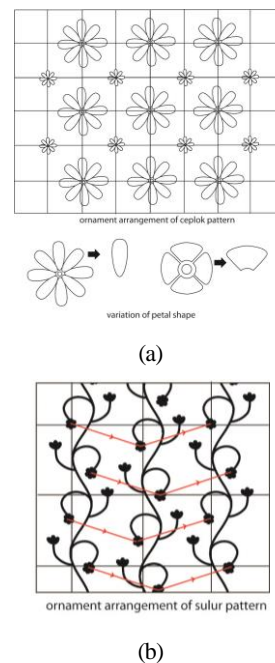 ornament arrangement of ceplok pattern
variation of petal shape
(a)
ornament arrangement of sulur pattern
(b)